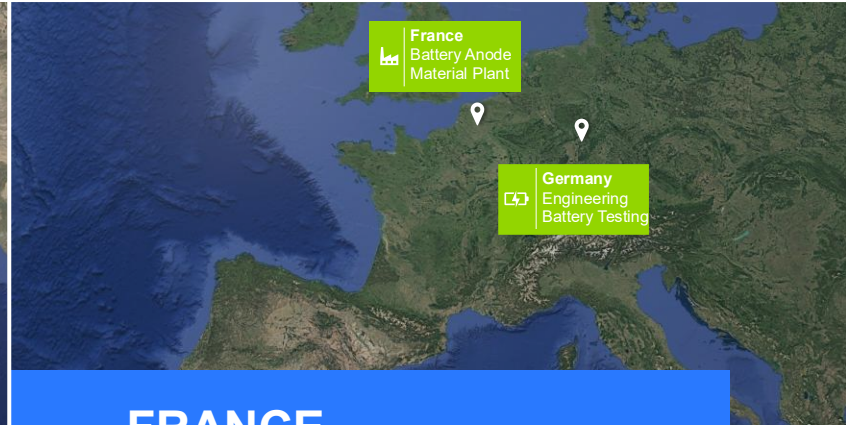 France
Battery Anode
Material Plant
Germany
Engineering
Battery Testing
FRANCE